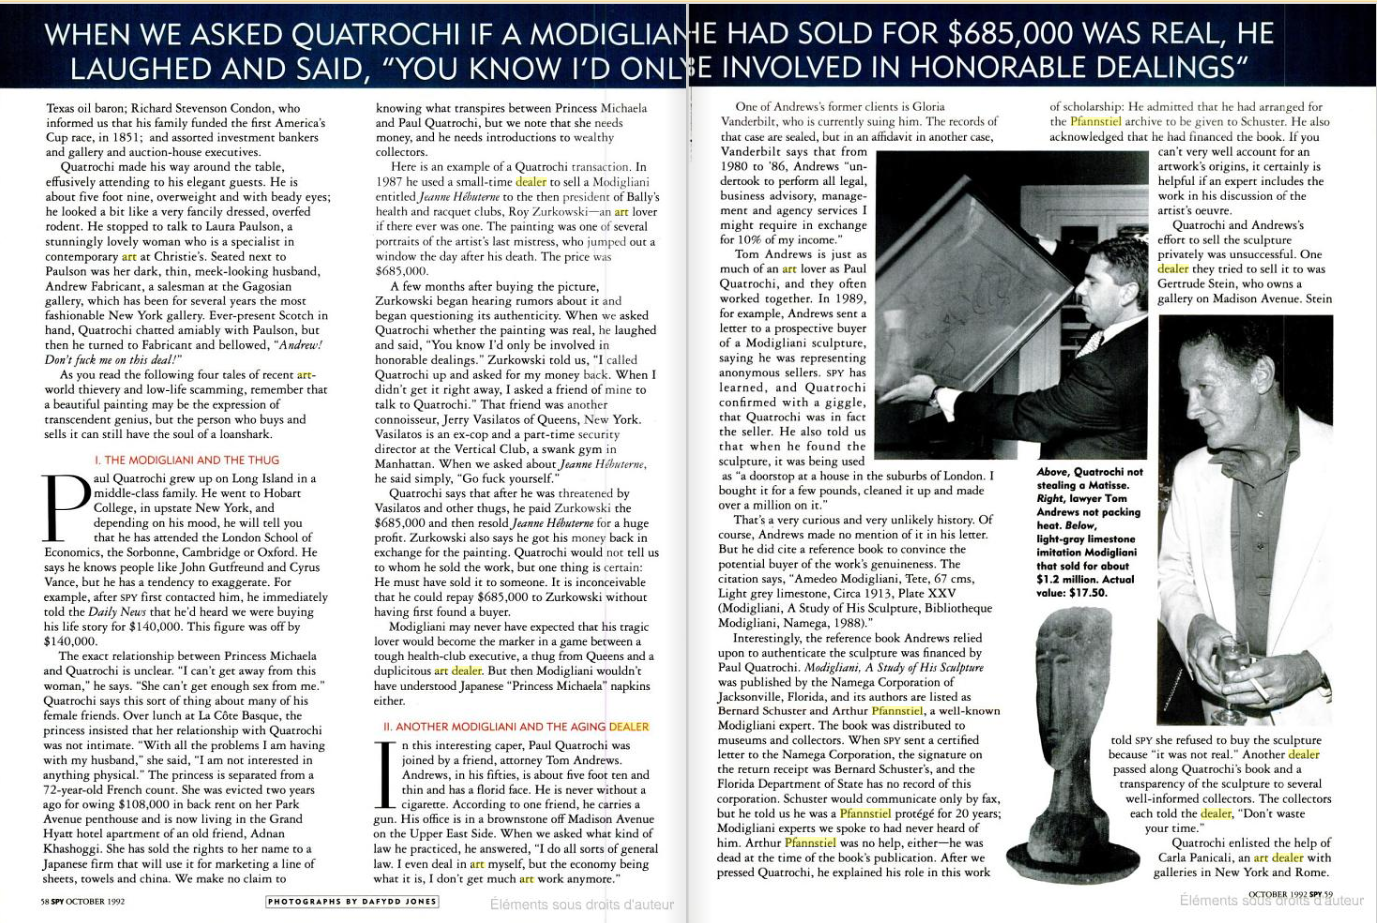 WHEN WE ASKED QUATROCHI IF A MODIGLIAN
LAUGHED AND SAID, “YOU KNOW I’D ONLY
HE HAD SOLD FOR $685,000 WAS REAL, HE
BE INVOLVED IN HONORABLE DEALINGS“
Texas oil baron; Richard Stevenson Condon, who
informed us that his family funded the first America's
Cup race, in 1851; and assorted investment bankers
and gallery and auction-house executives.
Quatrochi made his way around the table,
effusively attending to his elegant guests. He is
about five foot nine, overweight and with beady eyes;
he looked a bit like a very fancily dressed, overfed
rodent. He stopped to talk to Laura Paulson, a
stunningly lovely woman who is a specialist in
contemporary art at Christie's. Seated next to
Paulson was her dark, thin, meek-looking husband,
Andrew Fabricant, a salesman at the Gagosian
gallery, which has been for several years the most
fashionable New York gallery. Ever-present Scotch in
hand, Quatrochi chatted amiably with Paulson, but
then he turned to Fabricant and bellowed, “Andrew!
Don't fuck me on this deal!”
As you read the following four tales of recent art-
world thievery and low-life scamming, remember that
a beautiful painting may be the expression of
transcendent genius, but the person who buys and
sells it can still have the soul of a loanshark.
I. THE MODIGLIANI AND THE THUG
Paul Quatrochi grew up on Long Island in a
middle-class family. He went to Hobart
College, in upstate New York, and
depending on his mood, he will tell you
that he has attended the London School of
Economics, the Sorbonne, Cambridge or Oxford. He
says he knows people like John Gutfreund and Cyrus
Vance, but he has a tendency to exaggerate. For
example, after SPY first contacted him, he immediately
told the Daily News that he'd heard we were buying
his life story for $140,000. This figure was off by
$140,000.
The exact relationship between Princess Michaela
and Quatrochi is unclear. “I can't get away from this
woman,” he says. “She can't get enough sex from me.”
Quatrochi says this sort of thing about many of his
female friends. Over lunch at La Côte Basque, the
princess insisted that her relationship with Quatrochi
was not intimate. “With all the problems I am having
with my husband,” she said, “I am not interested in
anything physical.” The princess is separated from a
72-year-old French count. She was evicted two years
ago for owing $108,000 in back rent on her Park
Avenue penthouse and is now living in the Grand
Hyatt hotel apartment of an old friend, Adnan
Khashoggi. She has sold the rights to her name to a
Japanese firm that will use it for marketing a line of
sheets, towels and china. We make no claim to
knowing what transpires between Princess Michaela
and Paul Quatrochi, but we note that she needs
money, and he needs introductions to wealthy
collectors.
Here is an example of a Quatrochi transaction. In
1987 he used a small-time dealer to sell a Modigliani
entitled Jeanne Hébuterne to the then president of Bally's
health and racquet clubs, Roy Zurkowski—an art lover
if there ever was one. The painting was one of several
portraits of the artist's last mistress, who jumped out a
window the day after his death. The price was
$685,000.
A few months after buying the picture,
Zurkowski began hearing rumors about it and
began questioning its authenticity. When we asked
Quatrochi whether the painting was real, he laughed
and said, “You know I'd only be involved in
honorable dealings.” Zurkowski told us, “I called
Quatrochi up and asked for my money back. When I
didn't get it right away, I asked a friend of mine to
talk to Quatrochi.” That friend was another
connoisseur, Jerry Vasilatos of Queens, New York.
Vasilatos is an ex-cop and a part-time security
director at the Vertical Club, a swank gym in
Manhattan. When we asked about Jeanne Hébuterne,
he said simply, “Go fuck yourself.”
Quatrochi says that after he was threatened by
Vasilatos and other thugs, he paid Zurkowski the
$685,000 and then resold Jeanne Hébuterne for a huge
profit. Zurkowski also says he got his money back in
exchange for the painting. Quatrochi would not tell us
to whom he sold the work, but one thing is certain:
He must have sold it to someone. It is inconceivable
that he could repay $685,000 to Zurkowski without
having first found a buyer.
Modigliani may never have expected that his tragic
lover would become the marker in a game between a
tough health-club executive, a thug from Queens and a
duplicitous art dealer. But then Modigliani wouldn't
have understood Japanese “Princess Michaela” napkins
either.
II. ANOTHER MODIGLIANI AND THE AGING DEALER
In this interesting caper, Paul Quatrochi was
joined by a friend, attorney Tom Andrews.
Andrews, in his fifties, is about five foot ten and
thin and has a florid face. He is never without a
cigarette. According to one friend, he carries a
gun. His office is in a brownstone off Madison Avenue
on the Upper East Side. When we asked what kind of
law he practiced, he answered, “I do all sorts of general
law. I even deal in art myself, but the economy being
what it is, I don't get much art work anymore.”
58 SPY OCTOBER 1992
PHOTOGRAPHS BY DAFYDD JONES
Éléments sous droits d'auteur
One of Andrews's former clients is Gloria
Vanderbilt, who is currently suing him. The records of
that case are sealed, but in an affidavit in another case,
Vanderbilt says that from
1980 to '86, Andrews “un-
dertook to perform all legal,
business advisory, manage-
ment and agency services I
might require in exchange
for 10% of my income.”
Tom Andrews is just as
much of an art lover as Paul
Quatrochi, and they often
worked together. In 1989,
for example, Andrews sent a
letter to a prospective buyer
of a Modigliani sculpture,
saying he was representing
anonymous sellers. SPY has
learned, and Quatrochi
confirmed with a giggle,
that Quatrochi was in fact
the seller. He also told us
that when he found the
sculpture, it was being used
as “a doorstop at a house in the suburbs of London. I
bought it for a few pounds, cleaned it up and made
over a million on it.”
That's a very curious and very unlikely history. Of
course, Andrews made no mention of it in his letter.
But he did cite a reference book to convince the
potential buyer of the work's genuineness. The
citation says, “Amedeo Modigliani, Tete, 67 cms,
Light grey limestone, Circa 1913, Plate XXV
(Modigliani, A Study of His Sculpture, Bibliotheque
Modigliani, Namega, 1988).”
Interestingly, the reference book Andrews relied
upon to authenticate the sculpture was financed by
Paul Quatrochi. Modigliani, A Study of His Sculpture
was published by the Namega Corporation of
Jacksonville, Florida, and its authors are listed as
Bernard Schuster and Arthur Pfannstiel, a well-known
Modigliani expert. The book was distributed to
museums and collectors. When SPY sent a certified
letter to the Namega Corporation, the signature on
the return receipt was Bernard Schuster's, and the
Florida Department of State has no record of this
corporation. Schuster would communicate only by fax,
but he told us he was a Pfannstiel protégé for 20 years;
Modigliani experts we spoke to had never heard of
him. Arthur Pfannstiel was no help, either—he was
dead at the time of the book's publication. After we
pressed Quatrochi, he explained his role in this work
of scholarship: He admitted that he had arranged for
the Pfannstiel archive to be given to Schuster. He also
acknowledged that he had financed the book. If you
can't very well account for an
artwork's origins, it certainly is
helpful if an expert includes the
work in his discussion of the
artist's oeuvre.
Quatrochi and Andrews's
effort to sell the sculpture
privately was unsuccessful. One
dealer they tried to sell it to was
Gertrude Stein, who owns a
gallery on Madison Avenue. Stein
Above, Quatrochi not
stealing a Matisse.
Right, lawyer Tom
Andrews not packing
heat. Below,
light-gray limestone
imitation Modigliani
that sold for about
$1.2 million. Actual
value: $17.50.
told SPY she refused to buy the sculpture
because “it was not real.” Another dealer
passed along Quatrochi's book and a
transparency of the sculpture to several
well-informed collectors. The collectors
each told the dealer, “Don't waste
your time.”
Quatrochi enlisted the help of
Carla Panicali, an art dealer with
galleries in New York and Rome.
OCTOBER 1992 SPY 59
Éléments sous droits d'auteur